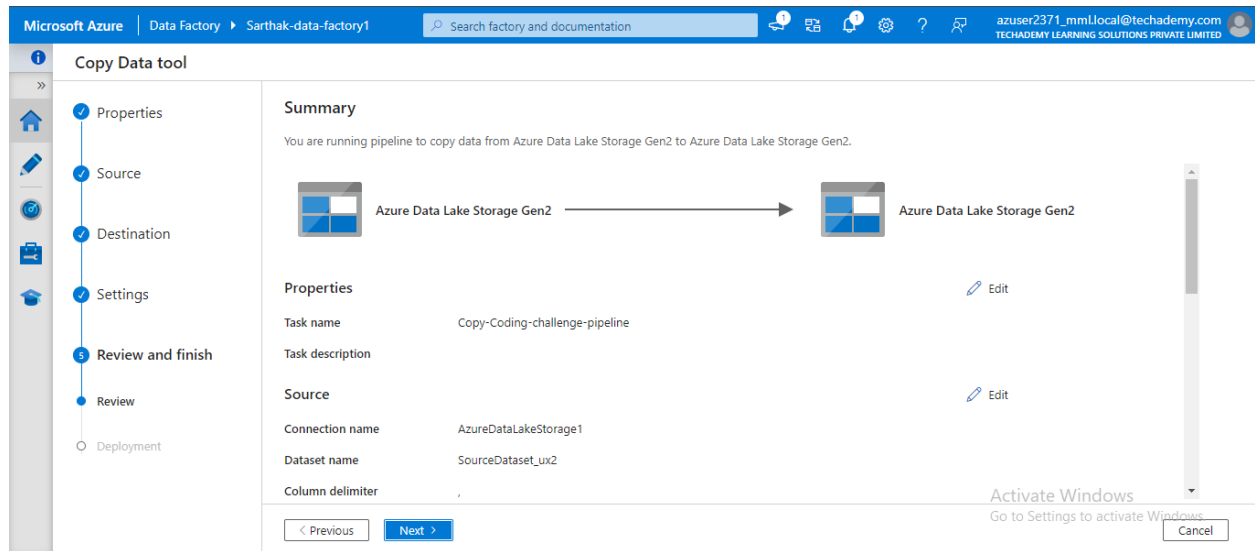 Microsoft Azure | Data Factory ▸ Sarthak-data-factory1 Search factory and documentation 1 1 azuser2371_mml.local@techademy.com
TECHADEMY LEARNING SOLUTIONS PRIVATE LIMITED
Copy Data tool
Properties
Source
Destination
Settings
5 Review and finish
Review
Deployment
Summary
You are running pipeline to copy data from Azure Data Lake Storage Gen2 to Azure Data Lake Storage Gen2.
Azure Data Lake Storage Gen2 Azure Data Lake Storage Gen2
Properties Edit
Task name Copy-Coding-challenge-pipeline
Task description
Source Edit
Connection name AzureDataLakeStorage1
Dataset name SourceDataset_ux2
Column delimiter ,
Activate Windows
Go to Settings to activate Windows.
< Previous Next > Cancel